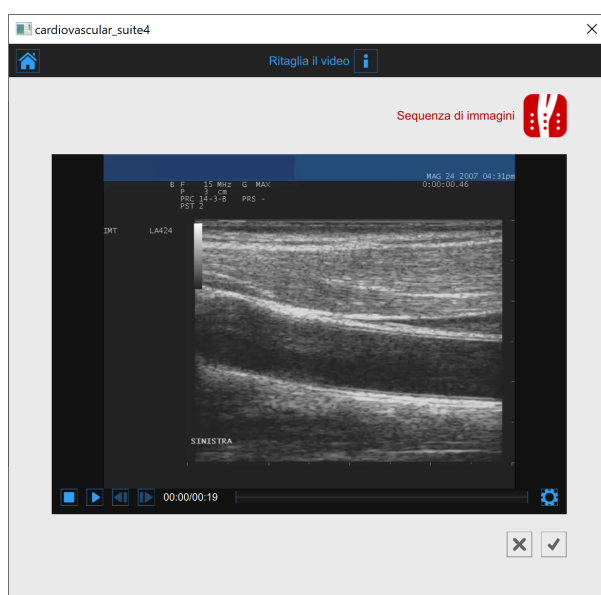 cardiovascular_suite4
Ritaglia il video
Sequenza di immagini
MAG 24 2007 04:31pm
B F 15 MHz G MAX 0:00:00.46
P 3 cm
PRC 14-3-B PRS -
PST 2
IMT LA424
SINISTRA
00:00/00:19